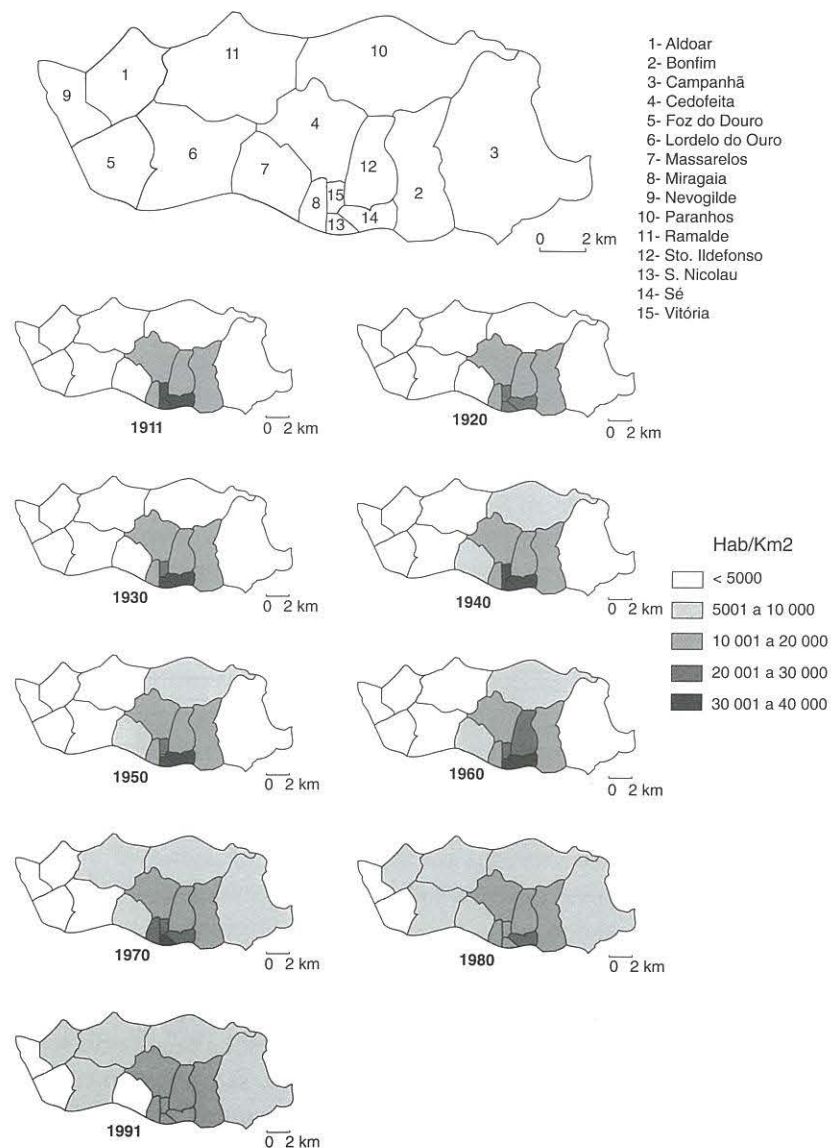 1
11
10
9
5
6
4
7
12
3
2
15
8
14
13
0 2 km
1- Aldoar
2- Bonfim
3- Campanhã
4- Cedofeita
5- Foz do Douro
6- Lordelo do Ouro
7- Massarelos
8- Miragaia
9- Nevogilde
10- Paranhos
11- Ramalde
12- Sto. Ildefonso
13- S. Nicolau
14- Sé
15- Vitória
1911
0 2 km
1920
0 2 km
1930
0 2 km
1940
0 2 km
Hab/Km2
< 5000
5001 a 10 000
10 001 a 20 000
20 001 a 30 000
30 001 a 40 000
1950
0 2 km
1960
0 2 km
1970
0 2 km
1980
0 2 km
1991
0 2 km